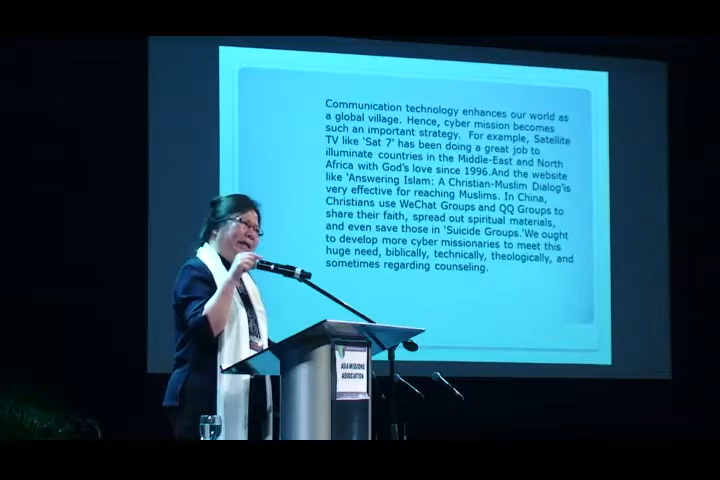 Communication technology enhances our world as
a global village. Hence, cyber mission becomes
such an important strategy. For example, Satellite
TV like ‘Sat 7’ has been doing a great job to
illuminate countries in the Middle-East and North
Africa with God’s love since 1996.And the website
like ‘Answering Islam: A Christian-Muslim Dialog’is
very effective for reaching Muslims. In China,
Christians use WeChat Groups and QQ Groups to
share their faith, spread out spiritual materials,
and even save those in ‘Suicide Groups.’We ought
to develop more cyber missionaries to meet this
huge need, biblically, technically, theologically, and
sometimes regarding counseling.
ASIA MISSIONS
ASSOCIATION